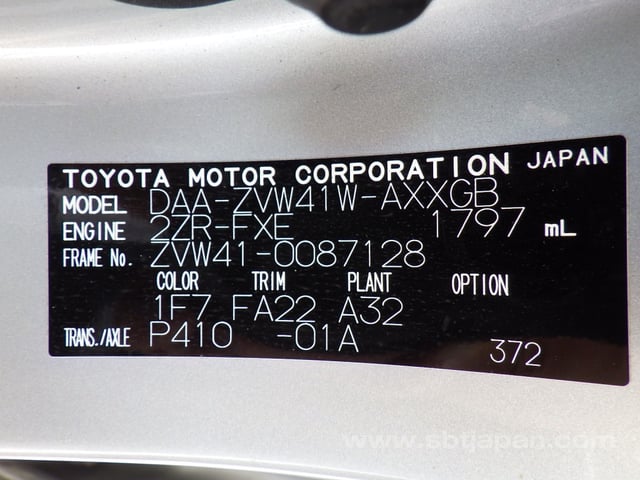 TOYOTA MOTOR CORPORATION JAPAN
MODEL DAA-ZVW41W-AXXGB
ENGINE 2ZR-FXE 1797 mL
FRAME No. ZVW41-0087128
COLOR TRIM PLANT OPTION
1F7 FA22 A32
TRANS./AXLE P410 -01A
372
www.sbtjapan.com